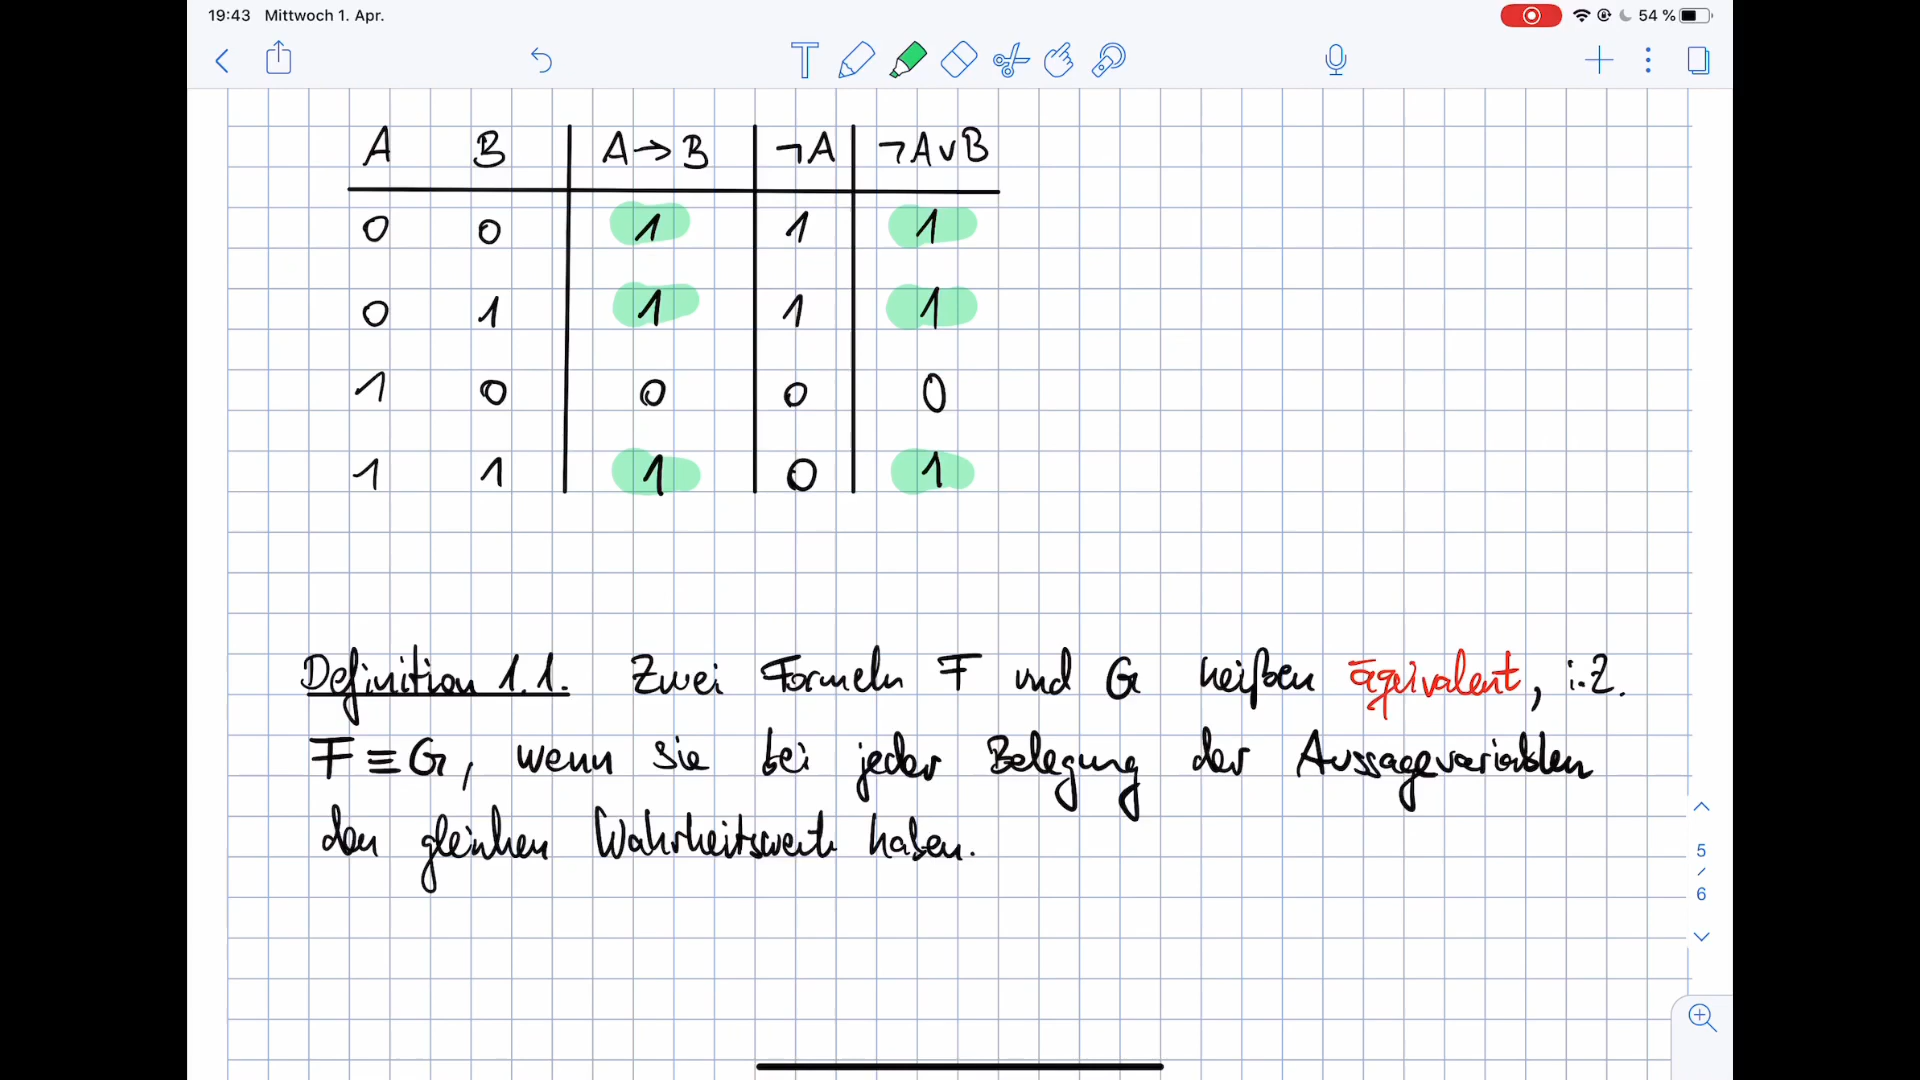 19:43 Mittwoch 1. Apr. 54 %
A B A→B ¬A ¬A∨B
0 0 1 1 1
0 1 1 1 1
1 0 0 0 0
1 1 1 0 1
Definition 1.1. Zwei Formeln F und G heißen äquivalent, i.Z.
F≡G, wenn sie bei jeder Belegung der Aussagevariablen
den gleichen Wahrheitswert haben.
5
/
6